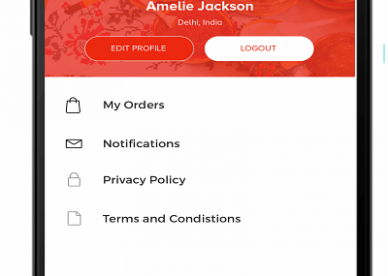 Amelie Jackson
Delhi, India
EDIT PROFILE LOGOUT
My Orders
Notifications
Privacy Policy
Terms and Condistions